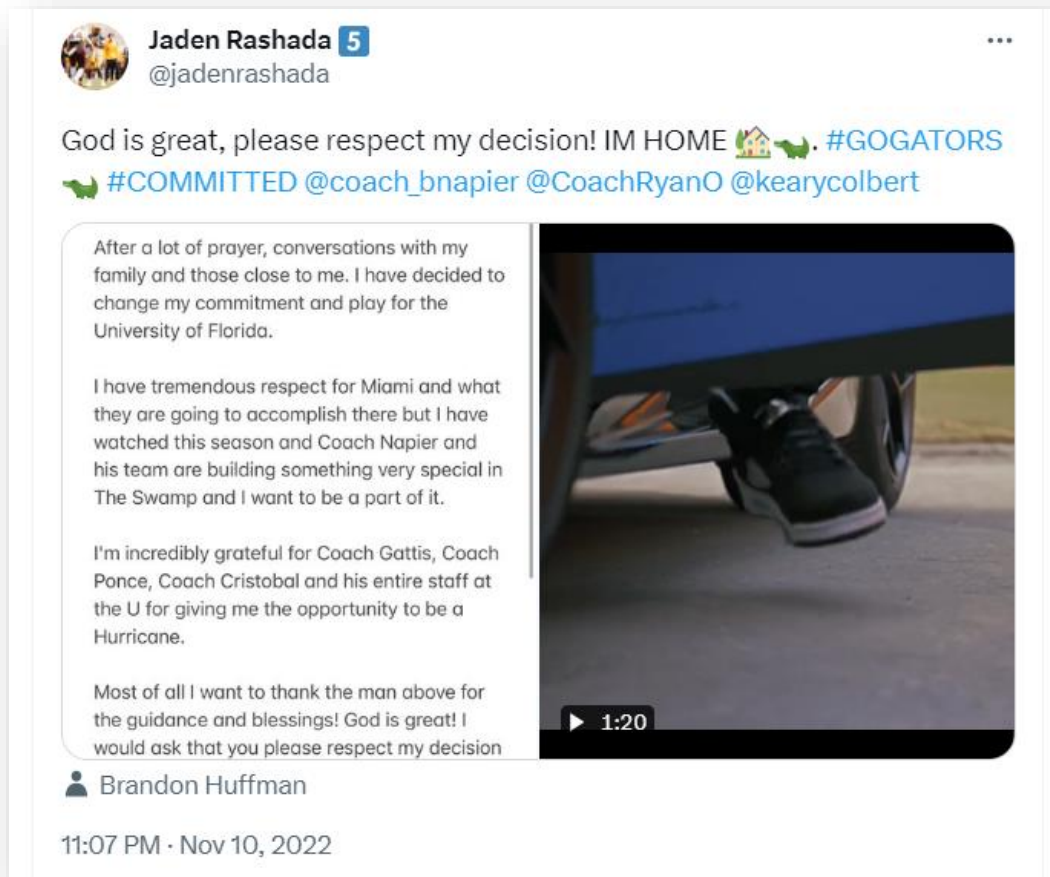 Jaden Rashada 5
@jadenrashada
God is great, please respect my decision! IM HOME 🏡🐊. #GOGATORS
🐊 #COMMITTED @coach_bnapier @CoachRyanO @kearycolbert
After a lot of prayer, conversations with my
family and those close to me. I have decided to
change my commitment and play for the
University of Florida.
I have tremendous respect for Miami and what
they are going to accomplish there but I have
watched this season and Coach Napier and
his team are building something very special in
The Swamp and I want to be a part of it.
I'm incredibly grateful for Coach Gattis, Coach
Ponce, Coach Cristobal and his entire staff at
the U for giving me the opportunity to be a
Hurricane.
Most of all I want to thank the man above for
the guidance and blessings! God is great! I
would ask that you please respect my decision
1:20
Brandon Huffman
11:07 PM · Nov 10, 2022